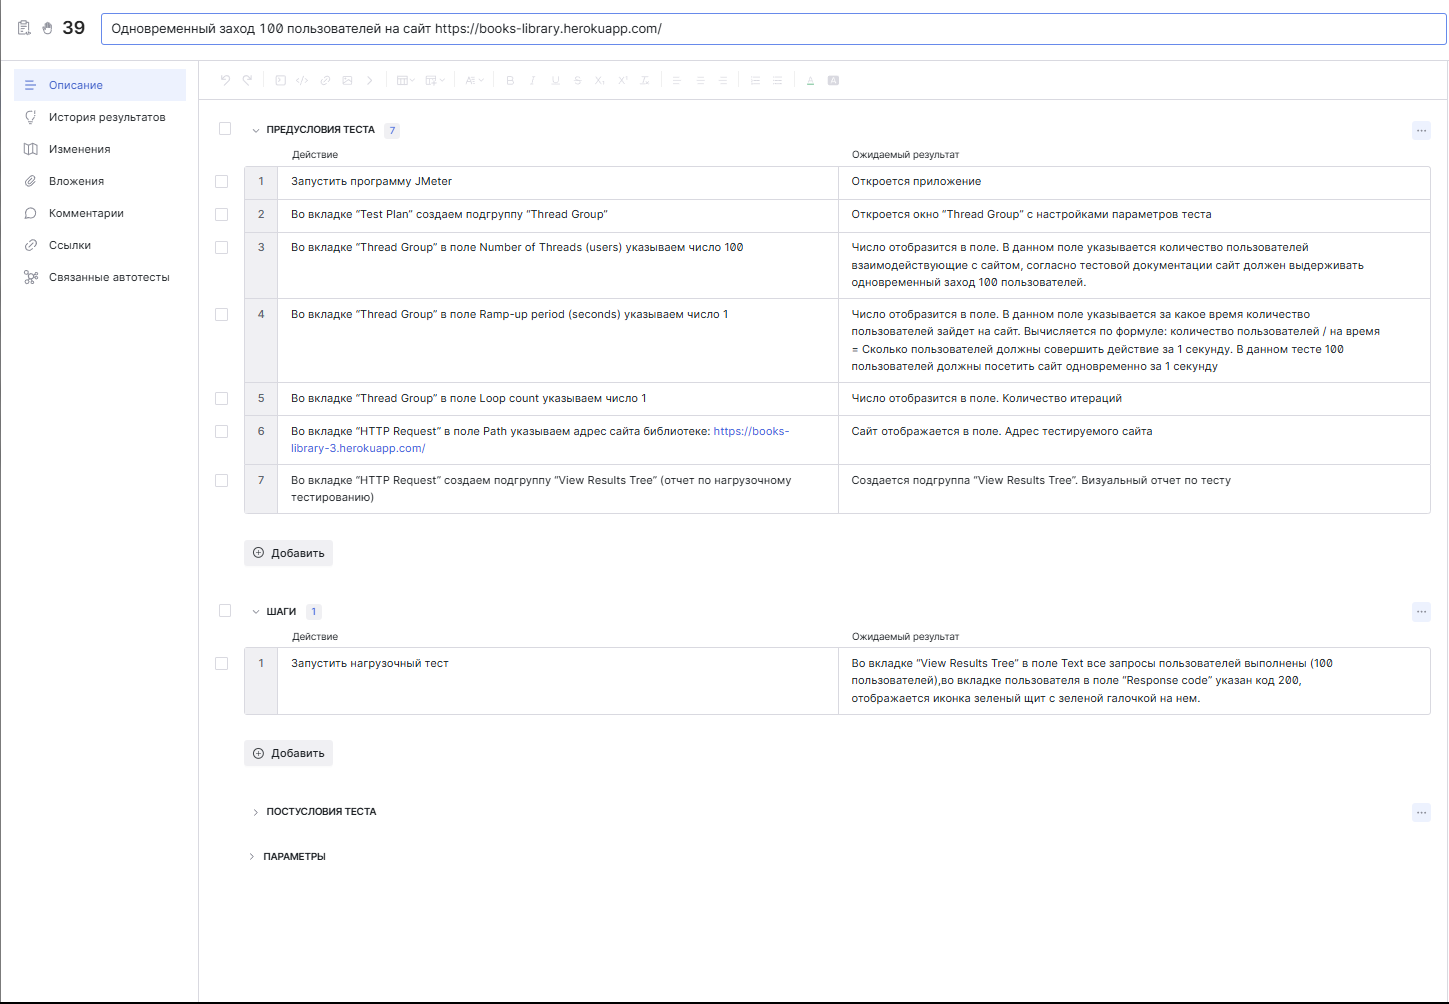 39
Одновременный заход 100 пользователей на сайт https://books-library.herokuapp.com/
Описание
История результатов
Изменения
Вложения
Комментарии
Ссылки
Связанные автотесты
ПРЕДУСЛОВИЯ ТЕСТА 7
Действие Ожидаемый результат
1 Запустить программу JMeter Откроется приложение
2 Во вкладке “Test Plan” создаем подгруппу “Thread Group” Откроется окно “Thread Group” с настройками параметров теста
3 Во вкладке “Thread Group” в поле Number of Threads (users) указываем число 100
Число отобразится в поле. В данном поле указывается количество пользователей
взаимодействующие с сайтом, согласно тестовой документации сайт должен выдерживать
одновременный заход 100 пользователей.
4 Во вкладке “Thread Group” в поле Ramp-up period (seconds) указываем число 1
Число отобразится в поле. В данном поле указывается за какое время количество
пользователей зайдет на сайт. Вычисляется по формуле: количество пользователей / на время
= Сколько пользователей должны совершить действие за 1 секунду. В данном тесте 100
пользователей должны посетить сайт одновременно за 1 секунду
5 Во вкладке “Thread Group” в поле Loop count указываем число 1 Число отобразится в поле. Количество итераций
6 Во вкладке “HTTP Request” в поле Path указываем адрес сайта библиотеке: https://books-
library-3.herokuapp.com/
Сайт отображается в поле. Адрес тестируемого сайта
7 Во вкладке “HTTP Request” создаем подгруппу “View Results Tree” (отчет по нагрузочному
тестированию)
Создается подгруппа “View Results Tree”. Визуальный отчет по тесту
Добавить
ШАГИ 1
Действие Ожидаемый результат
1 Запустить нагрузочный тест
Во вкладке “View Results Tree” в поле Text все запросы пользователей выполнены (100
пользователей),во вкладке пользователя в поле “Response code” указан код 200,
отображается иконка зеленый щит с зеленой галочкой на нем.
Добавить
ПОСТУСЛОВИЯ ТЕСТА
ПАРАМЕТРЫ